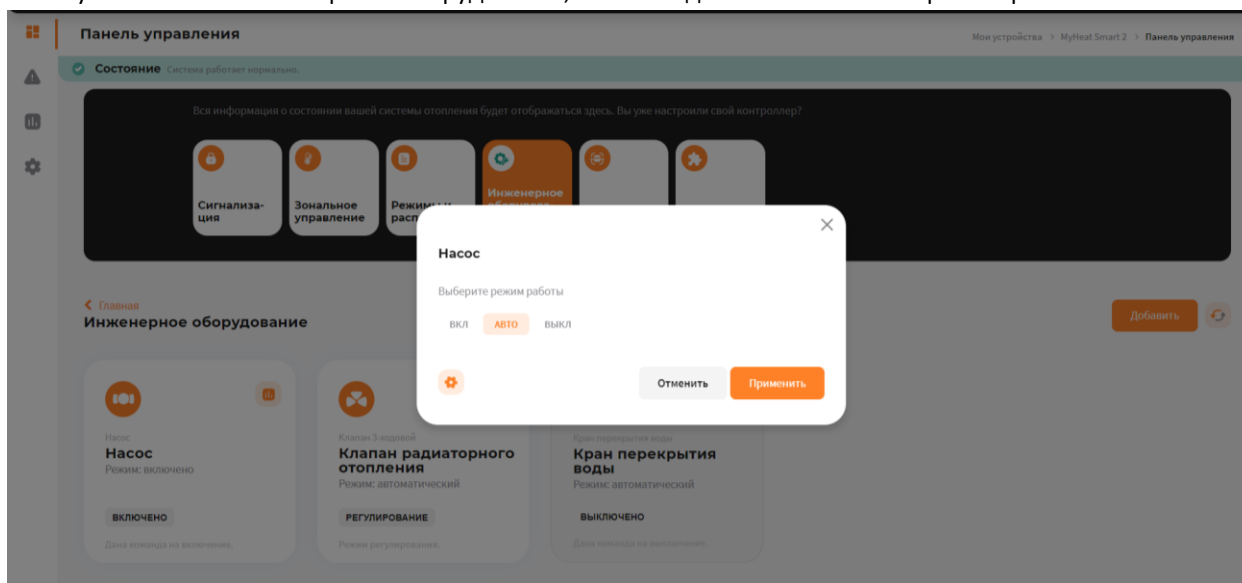 Панель управления
Мои устройства > MyHeat Smart 2 > Панель управления
Состояние Система работает нормально.
Вся информация о состоянии вашей системы отопления будет отображаться здесь. Вы уже настроили свой контроллер?
Сигнализа-
ция
Зональное
управление
Режимы и
расп
Инженерное
Насос
Выберите режим работы
ВКЛ АВТО ВЫКЛ
Отменить Применить
Главная
Инженерное оборудование
Добавить
Насос
Насос
Режим: включено
ВКЛЮЧЕНО
Дана команда на включение.
Клапан 3-ходовой
Клапан радиаторного
отопления
Режим: автоматический
РЕГУЛИРОВАНИЕ
Режим регулирования.
Кран перекрытия воды
Кран перекрытия
воды
Режим: автоматический
ВЫКЛЮЧЕНО
Дана команда на выключение.